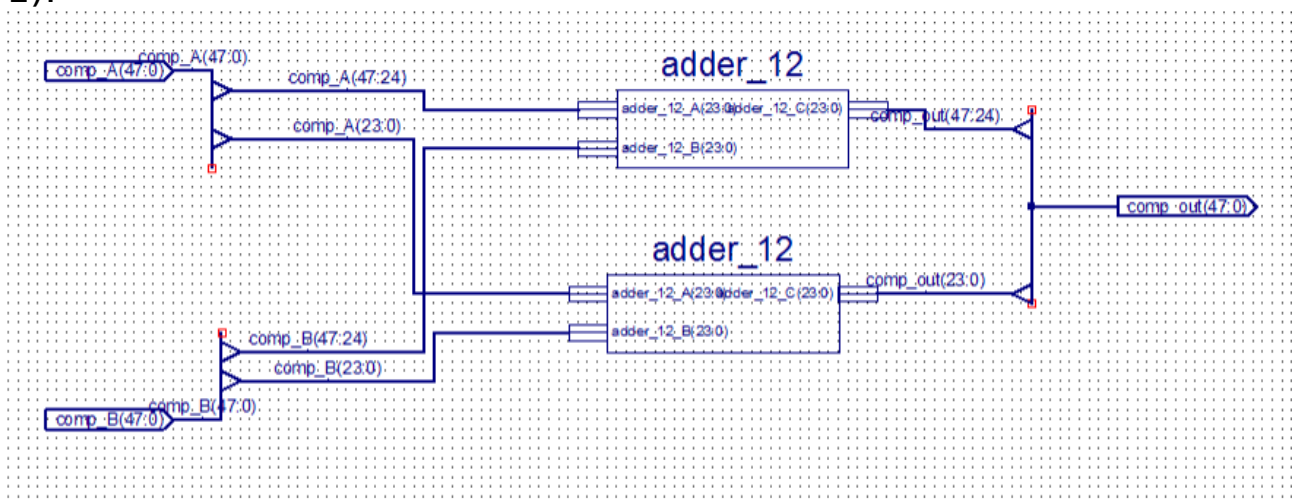 comp_A(47:0)
comp_A(47:0)
comp_A(47:24)
comp_A(23:0)
adder_12
adder_12_A(23:0)
adder_12_C(23:0)
adder_12_B(23:0)
comp_out(47:24)
comp_out(47:0)
adder_12
adder_12_A(23:0)
adder_12_C(23:0)
adder_12_B(23:0)
comp_out(23:0)
comp_B(47:24)
comp_B(23:0)
comp_B(47:0)
comp_B(47:0)